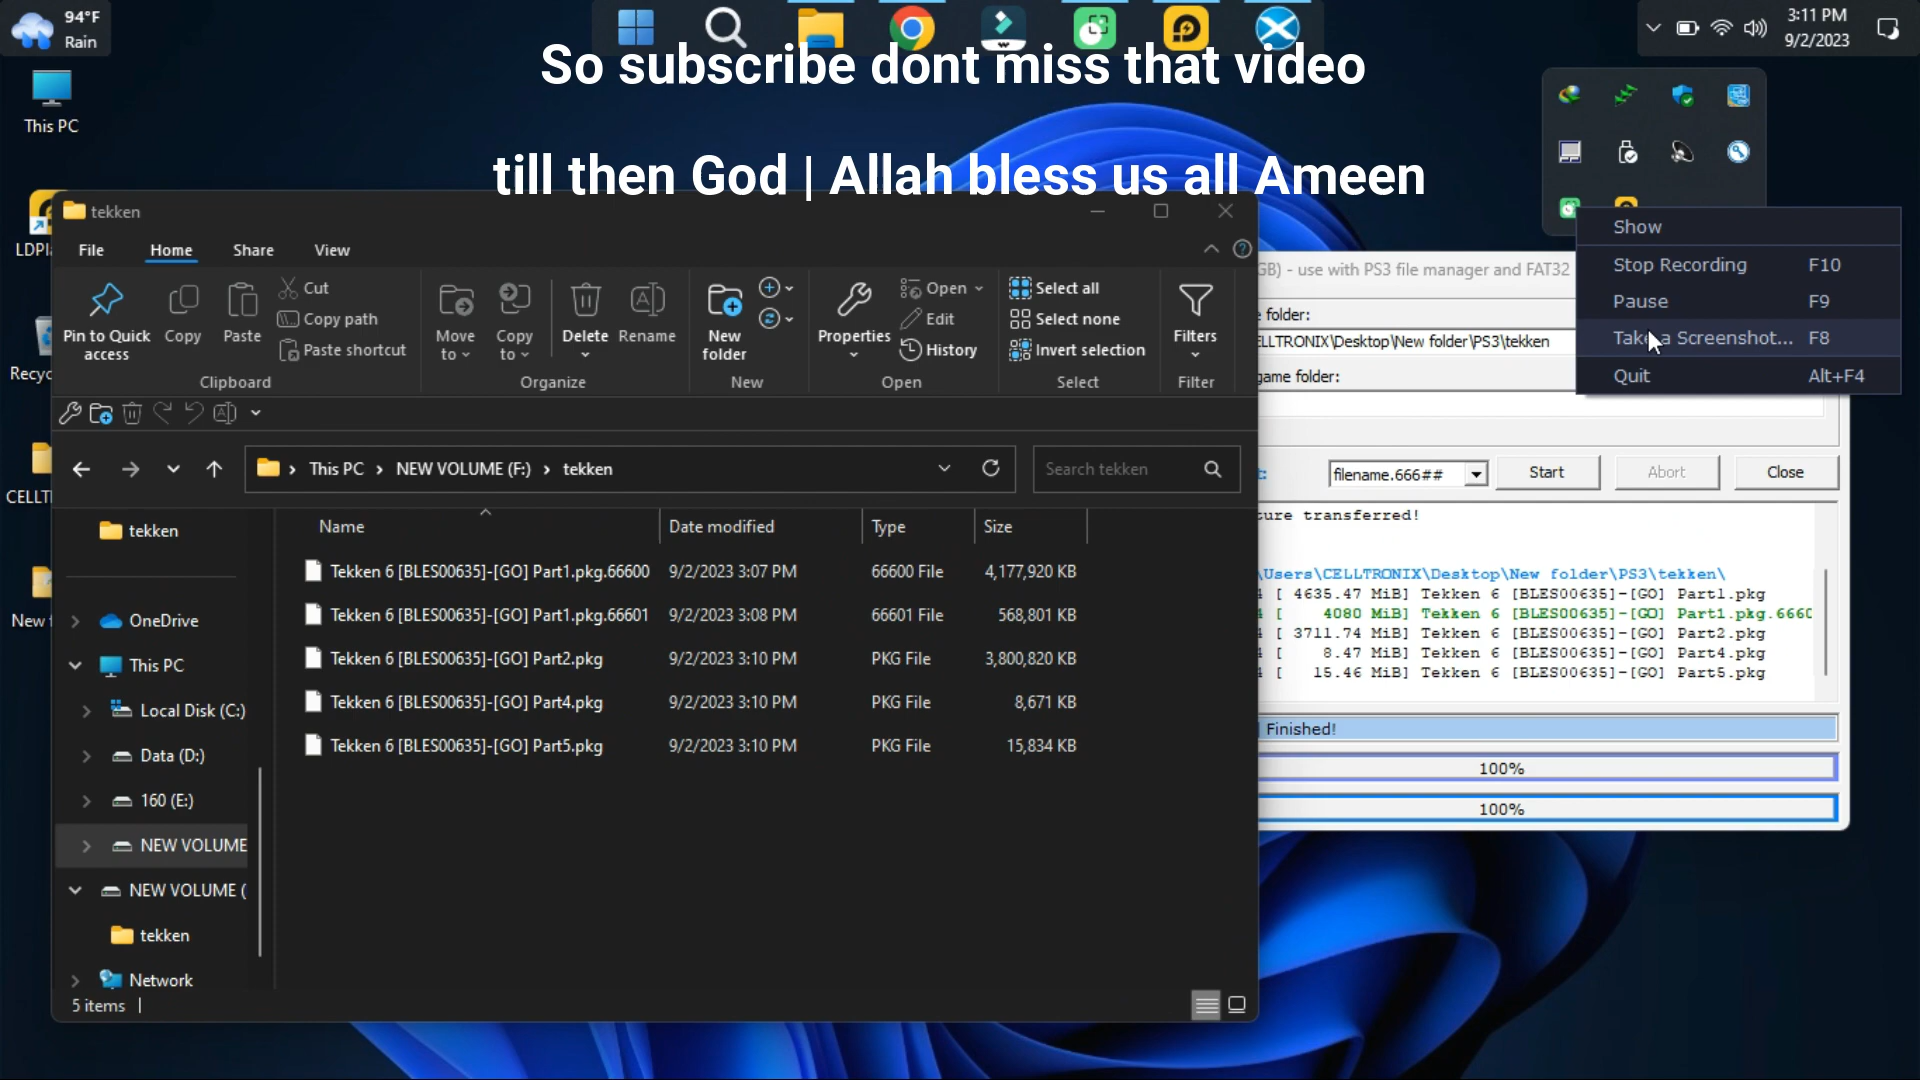 94°F
Rain
3:11 PM
9/2/2023
So subscribe dont miss that video
till then God | Allah bless us all Ameen
This PC
LDPl
Recyc
CELLT
New f
tekken
File
Home
Share
View
Pin to Quick access
Copy
Paste
Cut
Copy path
Paste shortcut
Clipboard
Move to
Copy to
Delete
Rename
Organize
New folder
New
Properties
Open
Edit
History
Open
Select all
Select none
Invert selection
Select
Filters
Filter
This PC > NEW VOLUME (F:) > tekken
Search tekken
tekken
OneDrive
This PC
Local Disk (C:)
Data (D:)
160 (E:)
NEW VOLUME
NEW VOLUME (
tekken
Network
Name Date modified Type Size
Tekken 6 [BLES00635]-[GO] Part1.pkg.66600 9/2/2023 3:07 PM 66600 File 4,177,920 KB
Tekken 6 [BLES00635]-[GO] Part1.pkg.66601 9/2/2023 3:08 PM 66601 File 568,801 KB
Tekken 6 [BLES00635]-[GO] Part2.pkg 9/2/2023 3:10 PM PKG File 3,800,820 KB
Tekken 6 [BLES00635]-[GO] Part4.pkg 9/2/2023 3:10 PM PKG File 8,671 KB
Tekken 6 [BLES00635]-[GO] Part5.pkg 9/2/2023 3:10 PM PKG File 15,834 KB
5 items
Show
Stop Recording F10
Pause F9
Take a Screenshot... F8
Quit Alt+F4
GB) - use with PS3 file manager and FAT32
e folder:
ELLTRONIX\Desktop\New folder\PS3\tekken
game folder:
filename.666##
Start
Abort
Close
ture transferred!
\Users\CELLTRONIX\Desktop\New folder\PS3\tekken\
4 [ 4635.47 MiB] Tekken 6 [BLES00635]-[GO] Part1.pkg
4 [ 4080 MiB] Tekken 6 [BLES00635]-[GO] Part1.pkg.6660
4 [ 3711.74 MiB] Tekken 6 [BLES00635]-[GO] Part2.pkg
4 [ 8.47 MiB] Tekken 6 [BLES00635]-[GO] Part4.pkg
4 [ 15.46 MiB] Tekken 6 [BLES00635]-[GO] Part5.pkg
Finished!
100%
100%